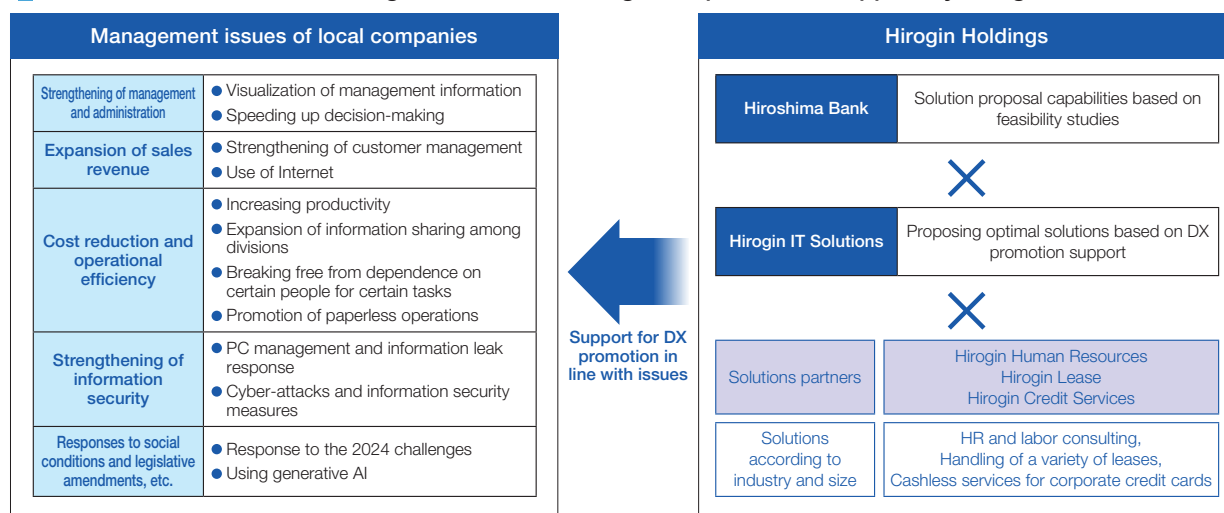 Management issues of local companies
Strengthening of management
and administration
● Visualization of management information
● Speeding up decision-making
Expansion of sales
revenue
● Strengthening of customer management
● Use of Internet
Cost reduction and
operational
efficiency
● Increasing productivity
● Expansion of information sharing among
divisions
● Breaking free from dependence on
certain people for certain tasks
● Promotion of paperless operations
Strengthening of
information
security
● PC management and information leak
response
● Cyber-attacks and information security
measures
Responses to social
conditions and legislative
amendments, etc.
● Response to the 2024 challenges
● Using generative AI
Support for DX
promotion in
line with issues
Hirogin Holdings
Hiroshima Bank
Solution proposal capabilities based on
feasibility studies
Hirogin IT Solutions
Proposing optimal solutions based on DX
promotion support
Solutions partners
Hirogin Human Resources
Hirogin Lease
Hirogin Credit Services
Solutions
according to
industry and size
HR and labor consulting,
Handling of a variety of leases,
Cashless services for corporate credit cards